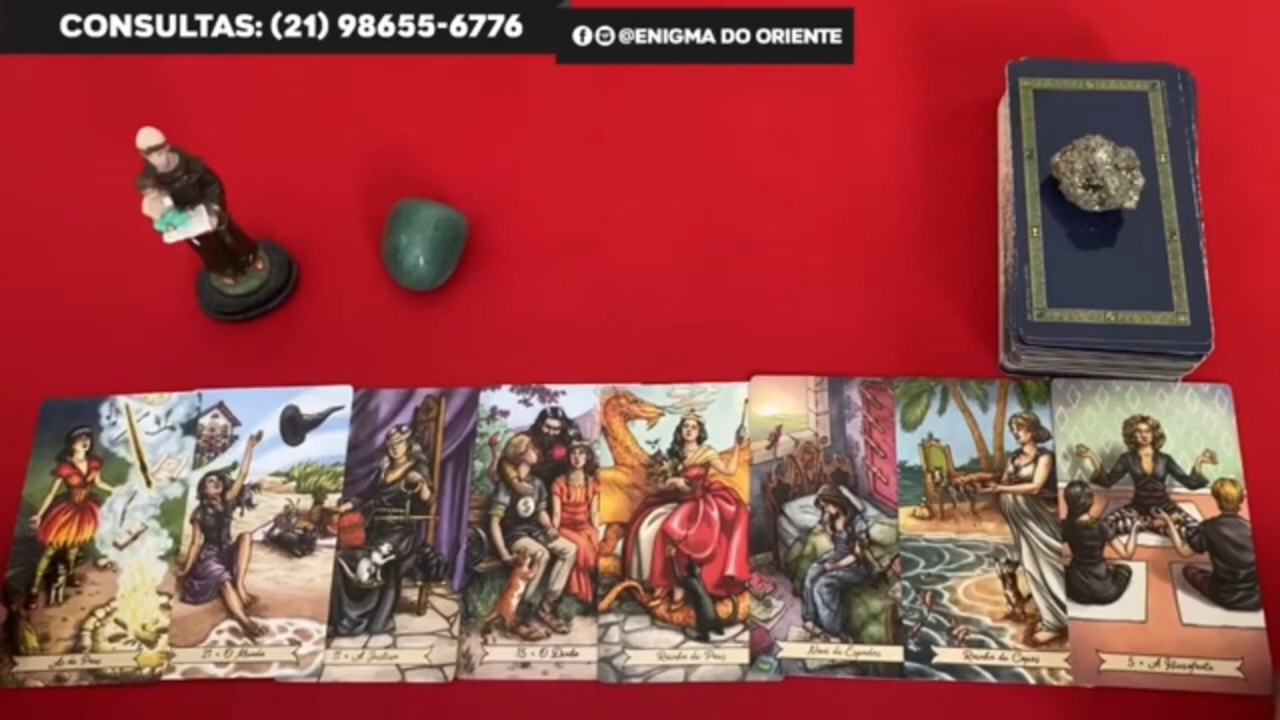 CONSULTAS: (21) 98655-6776
@ENIGMA DO ORIENTE
Ás de Paus
21 • O Mundo
11 • A Justiça
15 • O Diabo
Rainha de Paus
Nove de Espadas
Rainha de Copas
5 • A Hierofante